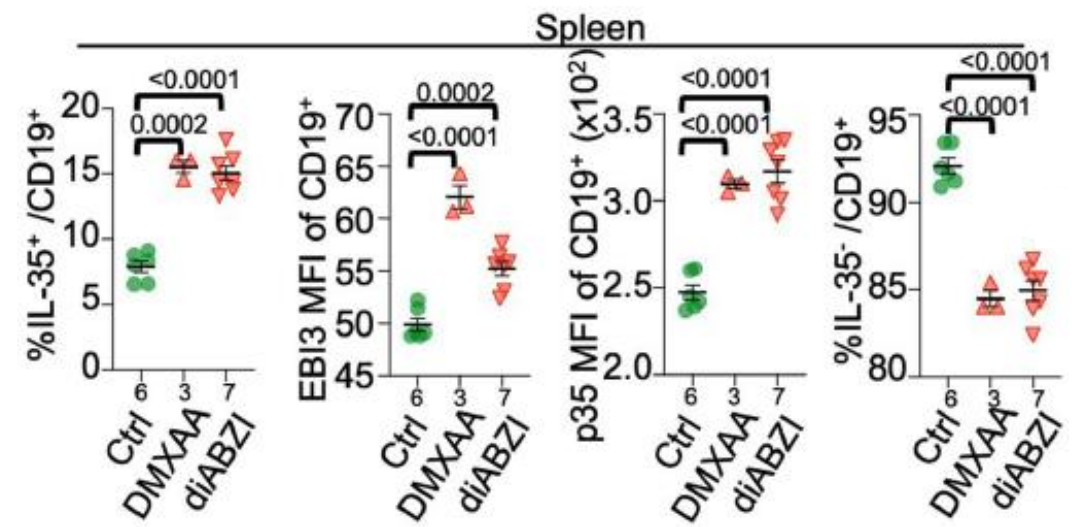 Spleen
%IL-35⁺ /CD19⁺
<0.0001
0.0002
20
15
10
5
0
6 3 7
Ctrl
DMXAA
diABZI
EBI3 MFI of CD19⁺
0.0002
<0.0001
70
65
60
55
50
45
6 3 7
Ctrl
DMXAA
diABZI
p35 MFI of CD19⁺ (x10²)
<0.0001
<0.0001
3.5
3.0
2.5
2.0
6 3 7
Ctrl
DMXAA
diABZI
%IL-35⁻ /CD19⁺
<0.0001
<0.0001
95
90
85
80
6 3 7
Ctrl
DMXAA
diABZI